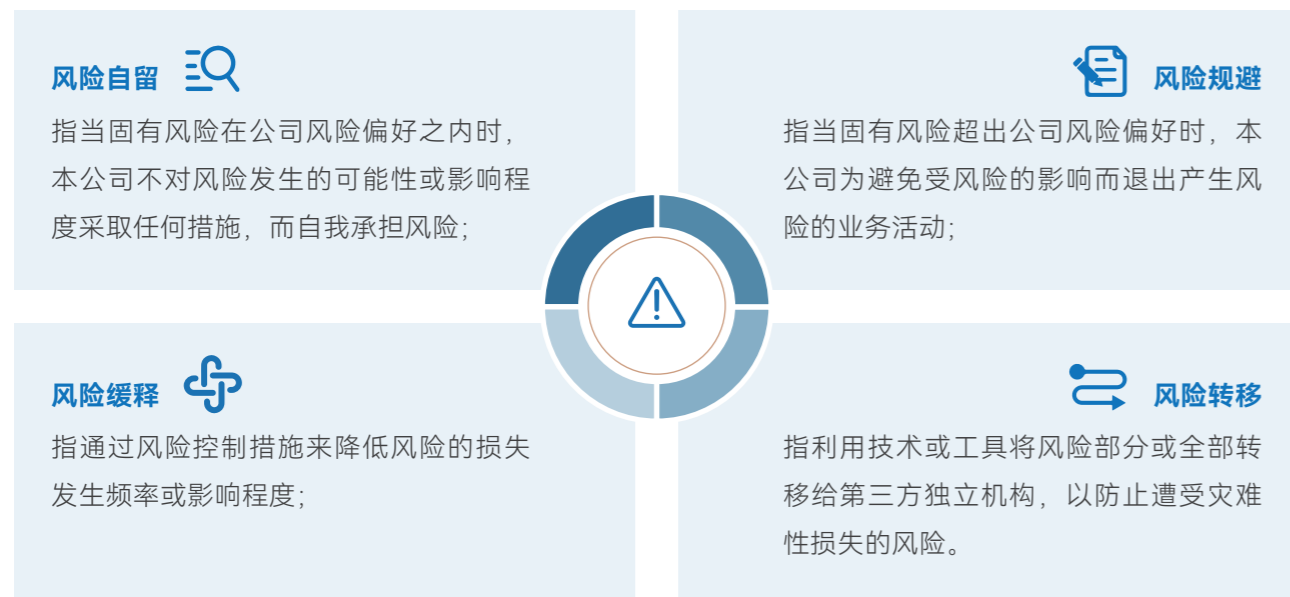 风险自留
指当固有风险在公司风险偏好之内时，
本公司不对风险发生的可能性或影响程
度采取任何措施，而自我承担风险；
风险规避
指当固有风险超出公司风险偏好时，本
公司为避免受风险的影响而退出产生风
险的业务活动；
风险缓释
指通过风险控制措施来降低风险的损失
发生频率或影响程度；
风险转移
指利用技术或工具将风险部分或全部转
移给第三方独立机构，以防止遭受灾难
性损失的风险。